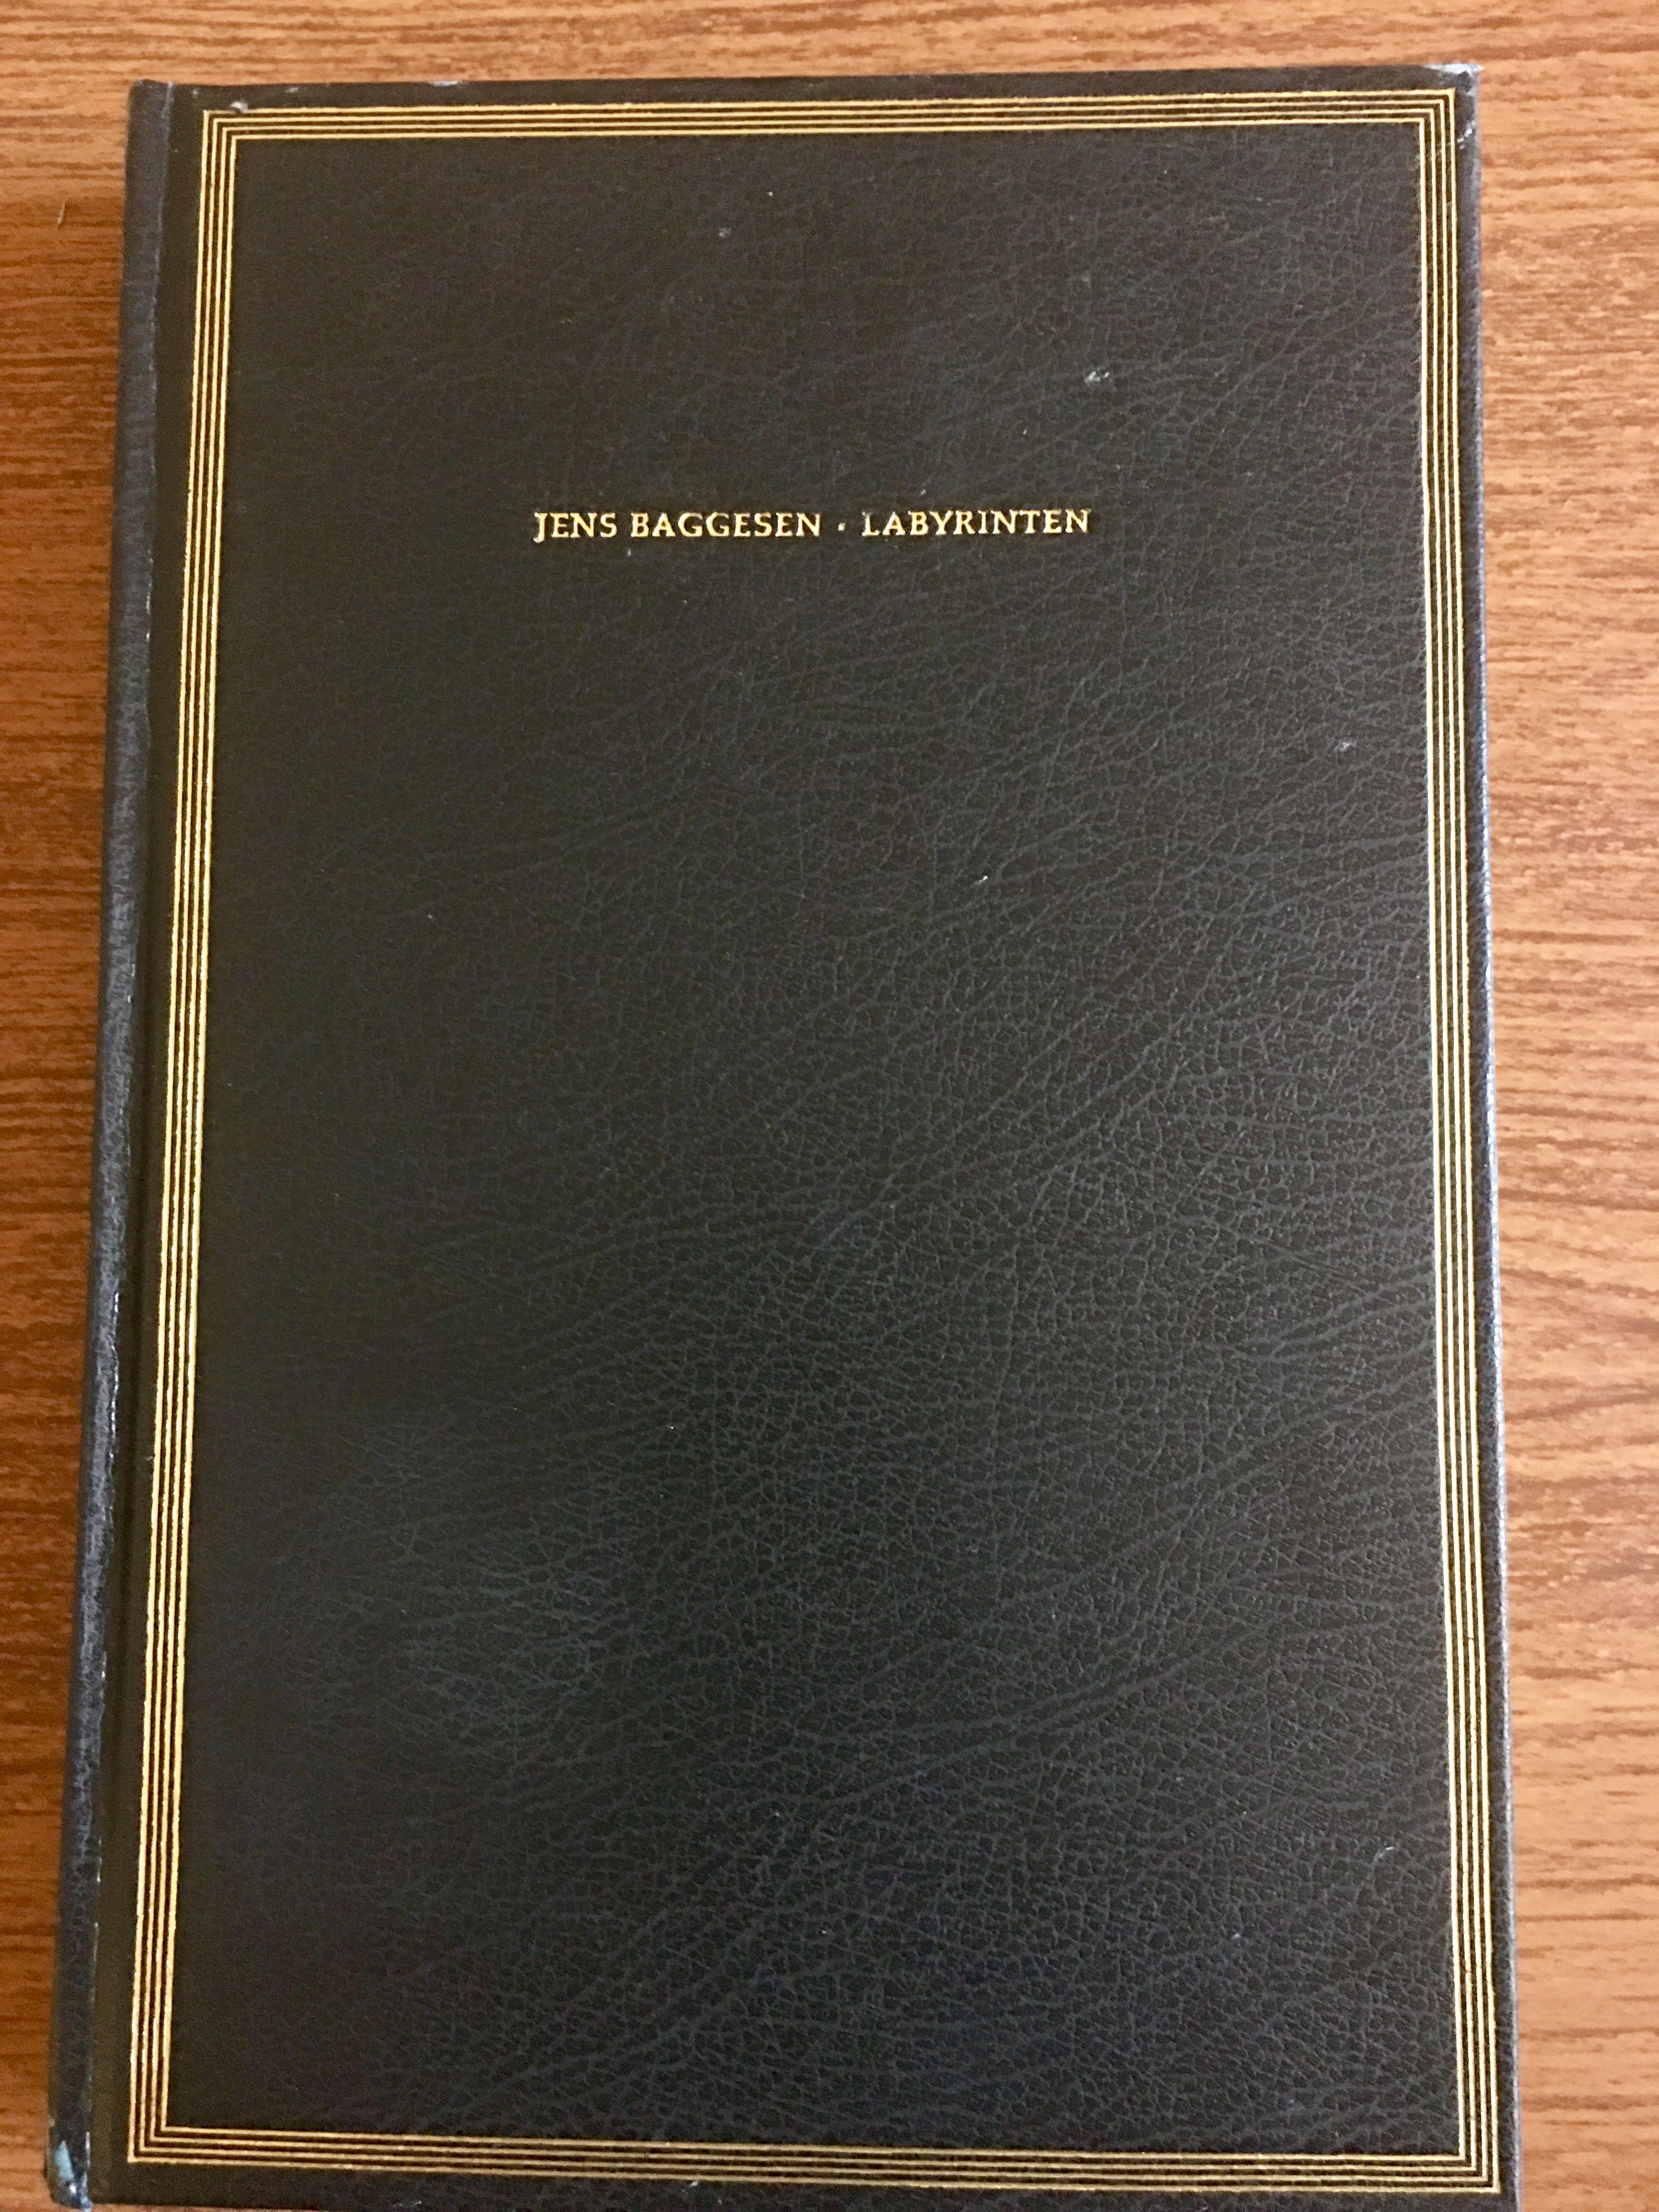 JENS BAGGESEN · LABYRINTEN